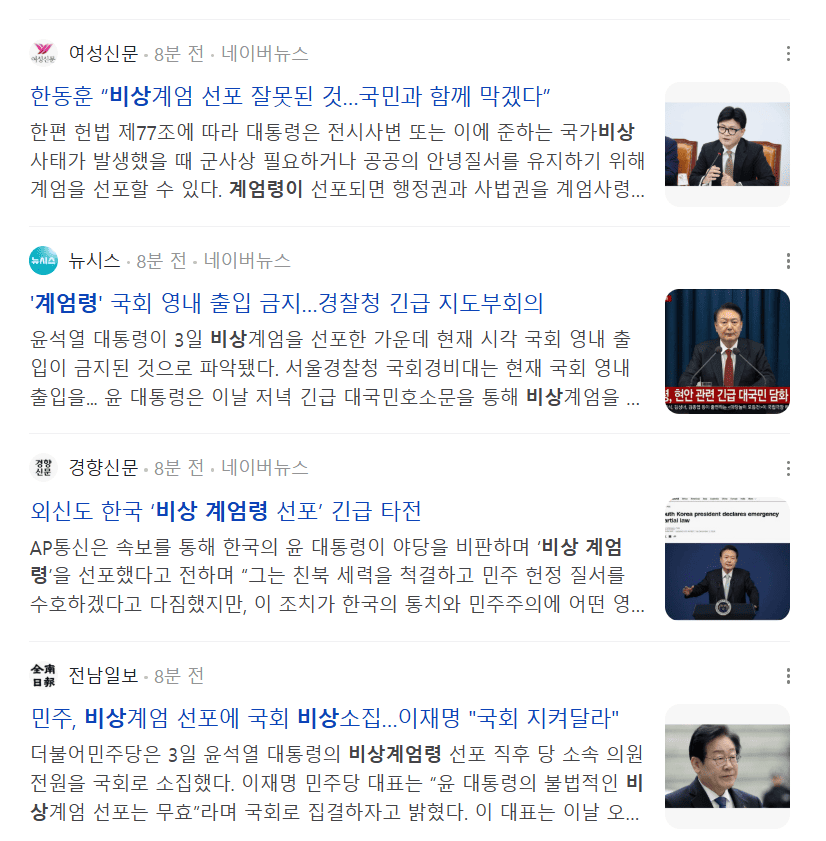 여성신문
여성신문 · 8분 전 · 네이버뉴스
한동훈 “비상계엄 선포 잘못된 것…국민과 함께 막겠다”
한편 헌법 제77조에 따라 대통령은 전시사변 또는 이에 준하는 국가비상
사태가 발생했을 때 군사상 필요하거나 공공의 안녕질서를 유지하기 위해
계엄을 선포할 수 있다. 계엄령이 선포되면 행정권과 사법권을 계엄사령...
뉴시스
뉴시스 · 8분 전 · 네이버뉴스
'계엄령' 국회 영내 출입 금지…경찰청 긴급 지도부회의
윤석열 대통령이 3일 비상계엄을 선포한 가운데 현재 시각 국회 영내 출
입이 금지된 것으로 파악됐다. 서울경찰청 국회경비대는 현재 국회 영내
출입을... 윤 대통령은 이날 저녁 긴급 대국민호소문을 통해 비상계엄을 ...
령, 현안 관련 긴급 대국민 담화
경향
신문
경향신문 · 8분 전 · 네이버뉴스
외신도 한국 ‘비상 계엄령 선포’ 긴급 타전
AP통신은 속보를 통해 한국의 윤 대통령이 야당을 비판하며 ‘비상 계엄
령’을 선포했다고 전하며 “그는 친북 세력을 척결하고 민주 헌정 질서를
수호하겠다고 다짐했지만, 이 조치가 한국의 통치와 민주주의에 어떤 영...
uth Korea president declares emergency
artial law
全南
日報
전남일보 · 8분 전
민주, 비상계엄 선포에 국회 비상소집…이재명 "국회 지켜달라"
더불어민주당은 3일 윤석열 대통령의 비상계엄령 선포 직후 당 소속 의원
전원을 국회로 소집했다. 이재명 민주당 대표는 “윤 대통령의 불법적인 비
상계엄 선포는 무효”라며 국회로 집결하자고 밝혔다. 이 대표는 이날 오...